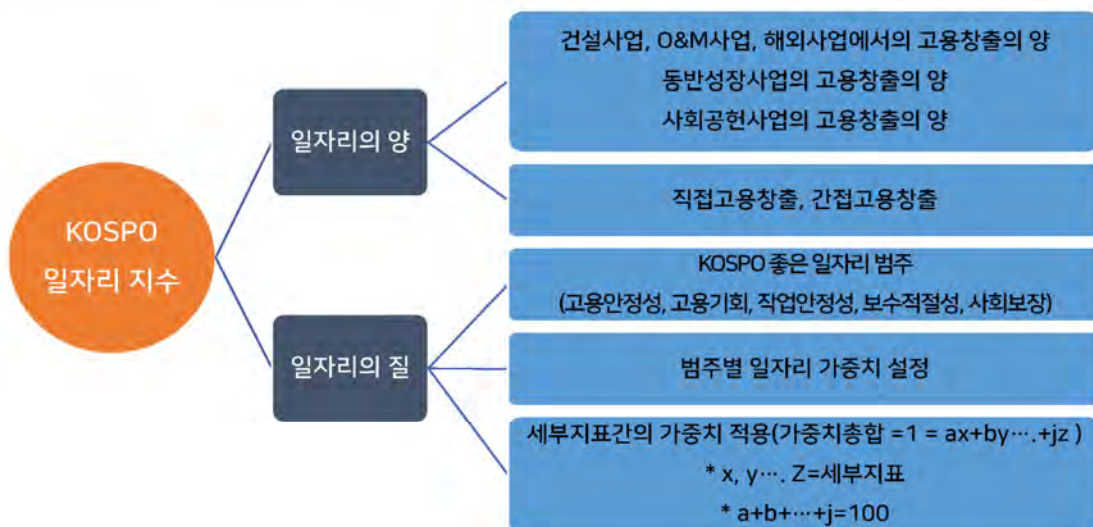 KOSPO
일자리 지수
일자리의 양
건설사업, O&M사업, 해외사업에서의 고용창출의 양
동반성장사업의 고용창출의 양
사회공헌사업의 고용창출의 양
직접고용창출, 간접고용창출
일자리의 질
KOSPO 좋은 일자리 범주
(고용안정성, 고용기회, 작업안정성, 보수적절성, 사회보장)
범주별 일자리 가중치 설정
세부지표간의 가중치 적용(가중치총합 =1 = ax+by….+jz )
* x, y…. Z=세부지표
* a+b+…+j=100